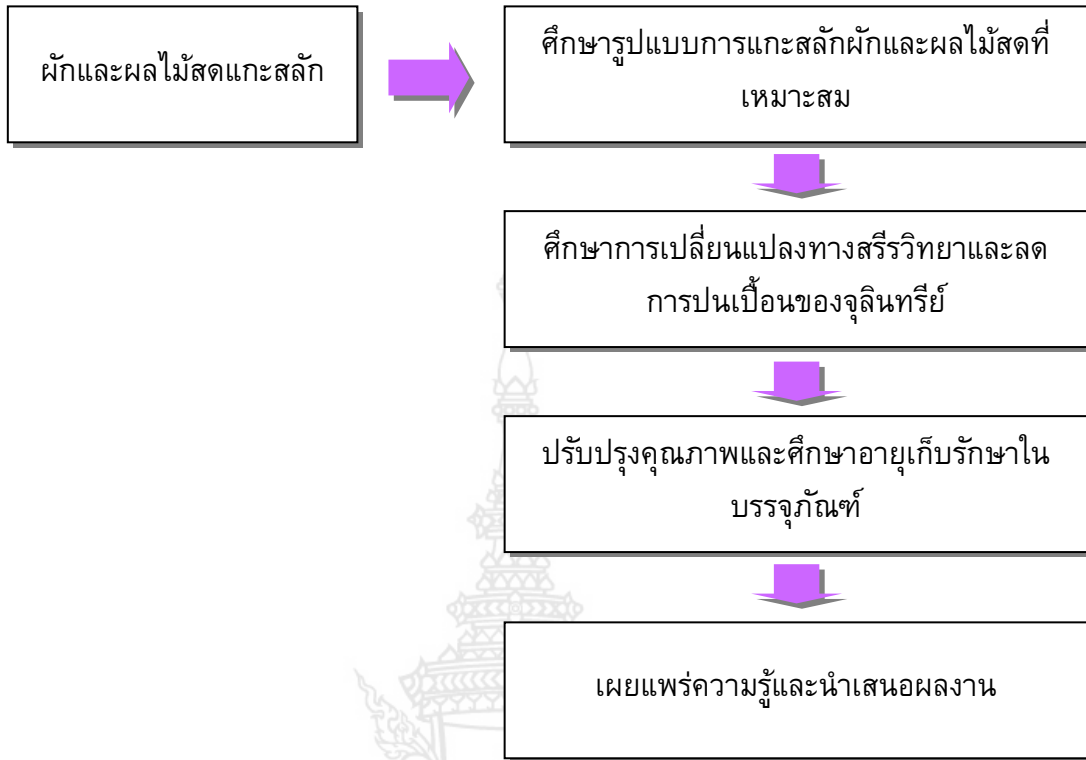 ผักและผลไม้สดแกะสลัก
ศึกษารูปแบบการแกะสลักผักและผลไม้สดที่
เหมาะสม
ศึกษาการเปลี่ยนแปลงทางสรีรวิทยาและลด
การปนเปื้อนของจุลินทรีย์
ปรับปรุงคุณภาพและศึกษาอายุเก็บรักษาใน
บรรจุภัณฑ์
เผยแพร่ความรู้และนำเสนอผลงาน